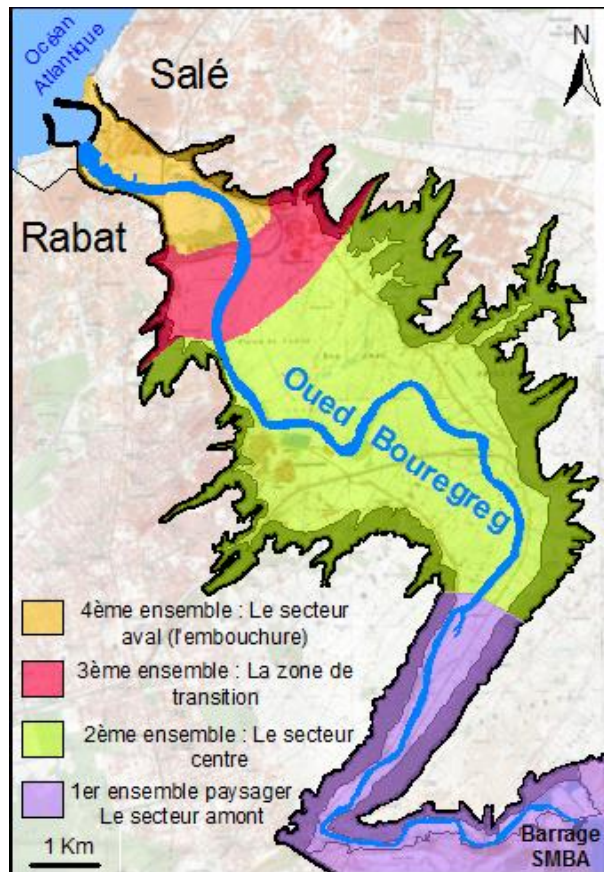 Océan
Atlantique
Salé
N
Rabat
Oued Bouregreg
4ème ensemble : Le secteur
aval (l'embouchure)
3ème ensemble : La zone de
transition
2ème ensemble : Le secteur
centre
1er ensemble paysager
Le secteur amont
1 Km
Barrage
SMBA